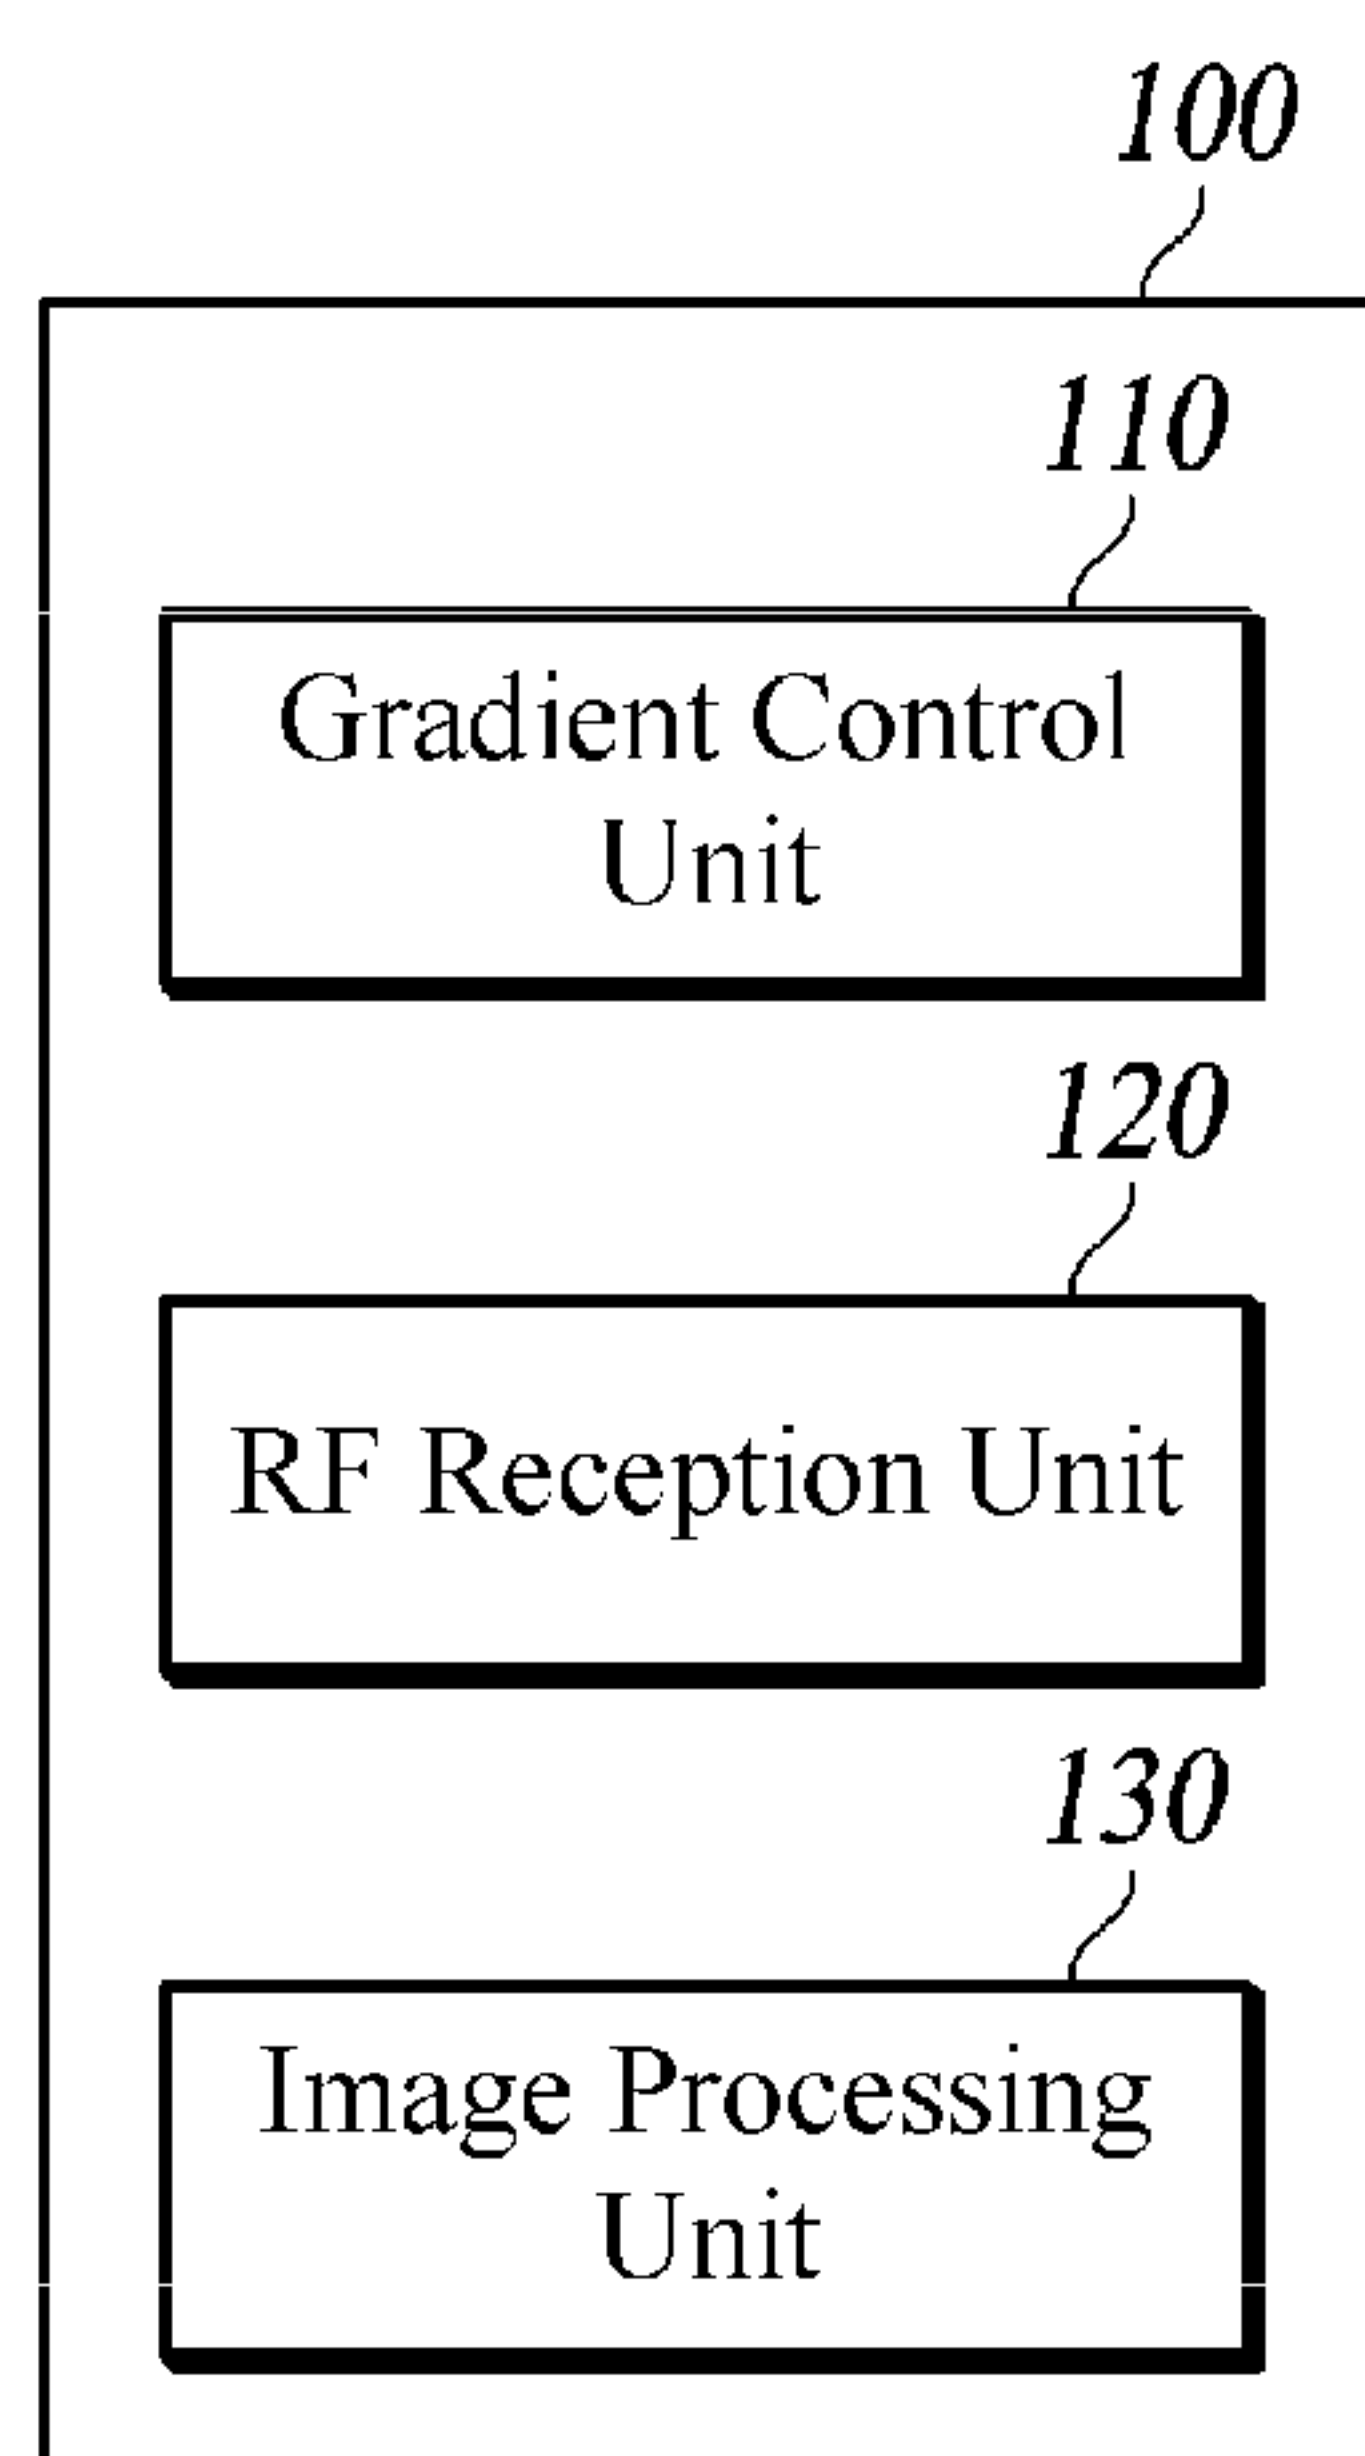 100
110
Gradient Control
Unit
120
RF Reception Unit
130
Image Processing
Unit